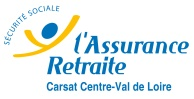 SÉCURITÉ SOCIALE
l'Assurance
Retraite
Carsat Centre-Val de Loire